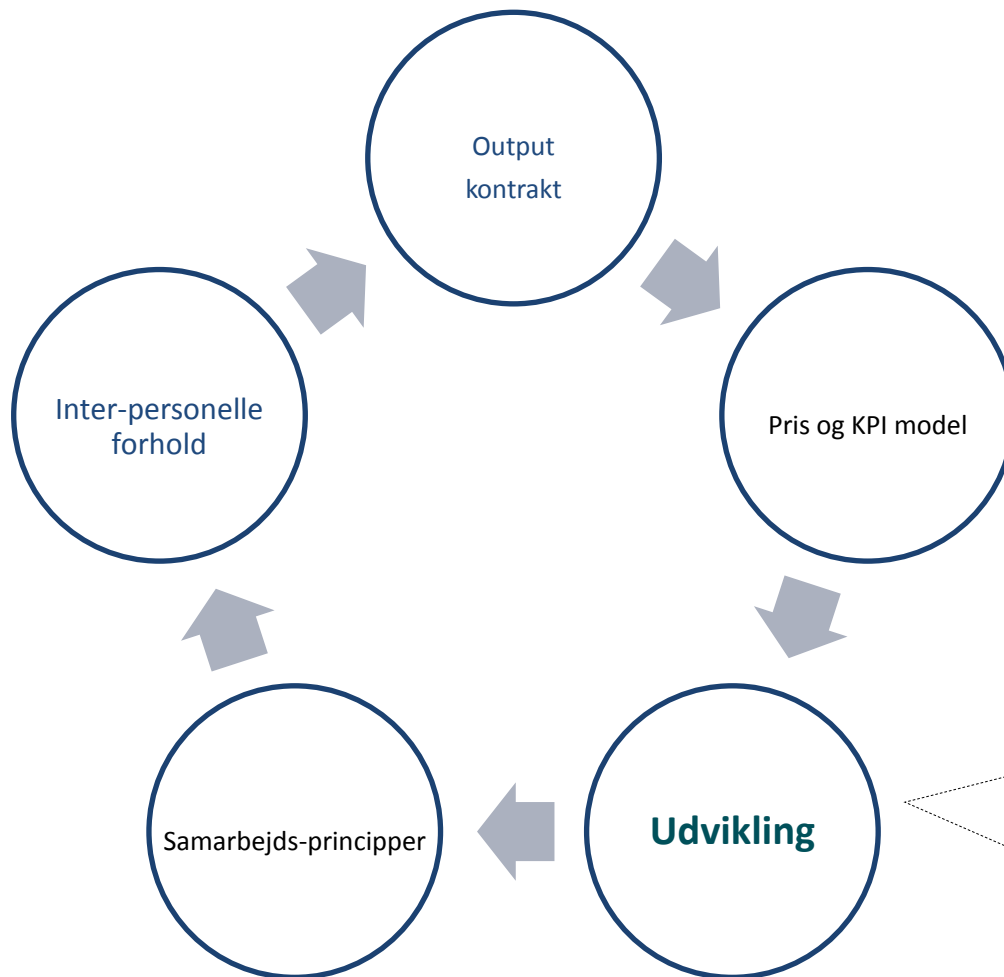 Output
kontrakt
Inter-personelle
forhold
Pris og KPI model
Samarbejds-principper
Udvikling